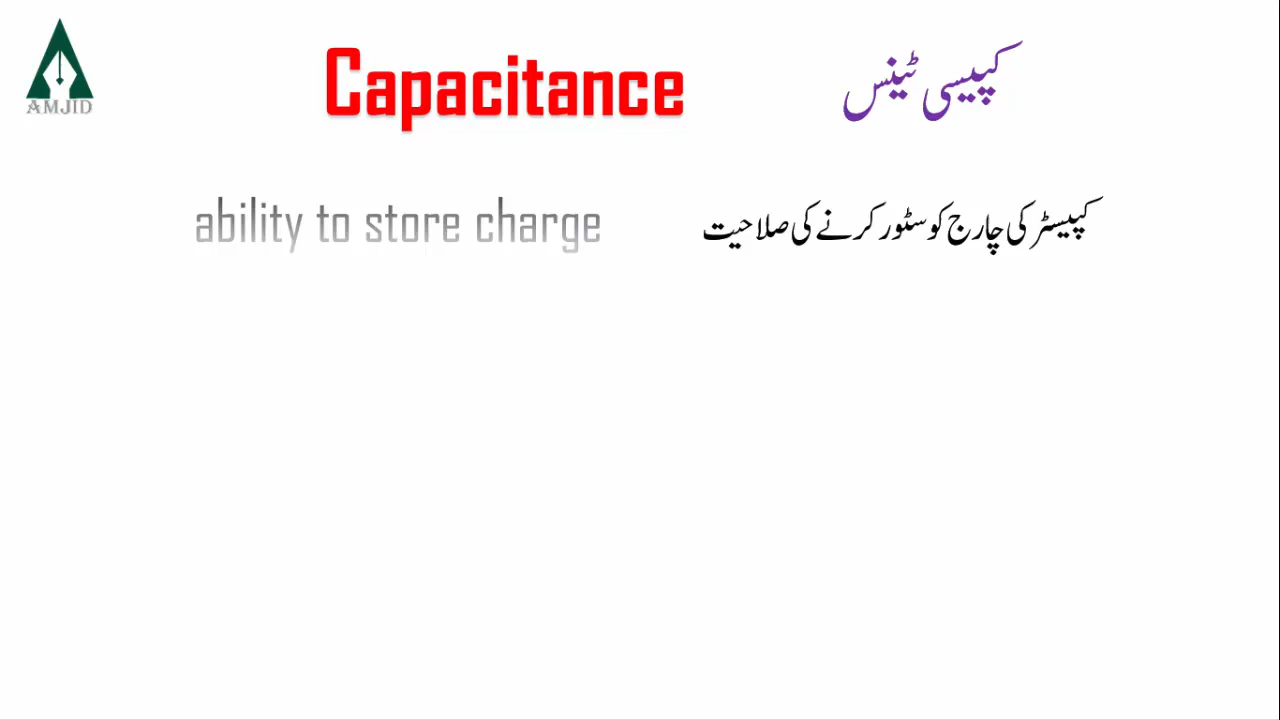 AMJID
Capacitance کپیسی ٹینس
ability to store charge کپیسٹر کی چارج کو سٹور کرنے کی صلاحیت